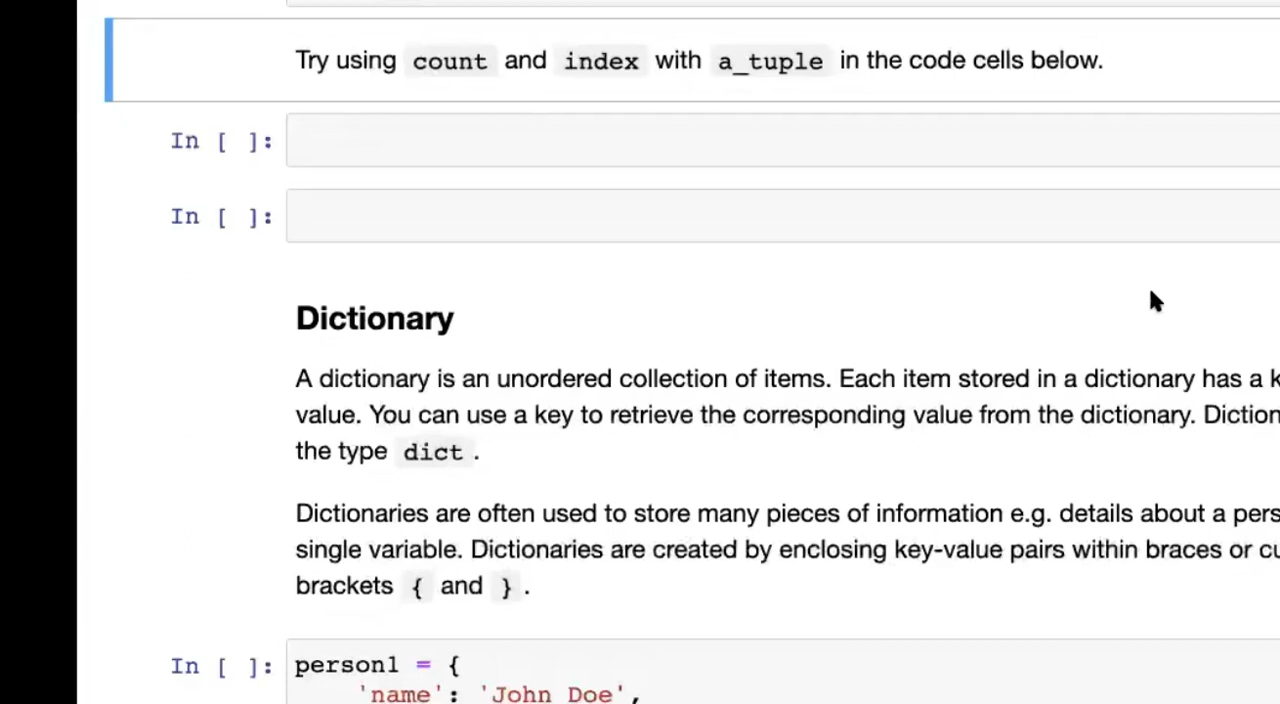 Try using count and index with a_tuple in the code cells below.
In [ ]:
In [ ]:
Dictionary
A dictionary is an unordered collection of items. Each item stored in a dictionary has a
value. You can use a key to retrieve the corresponding value from the dictionary.
the type dict .
Dictionaries are often used to store many pieces of information e.g. details about a
single variable. Dictionaries are created by enclosing key-value pairs within braces or
brackets { and } .
In [ ]: person1 = {
'name': 'John Doe',